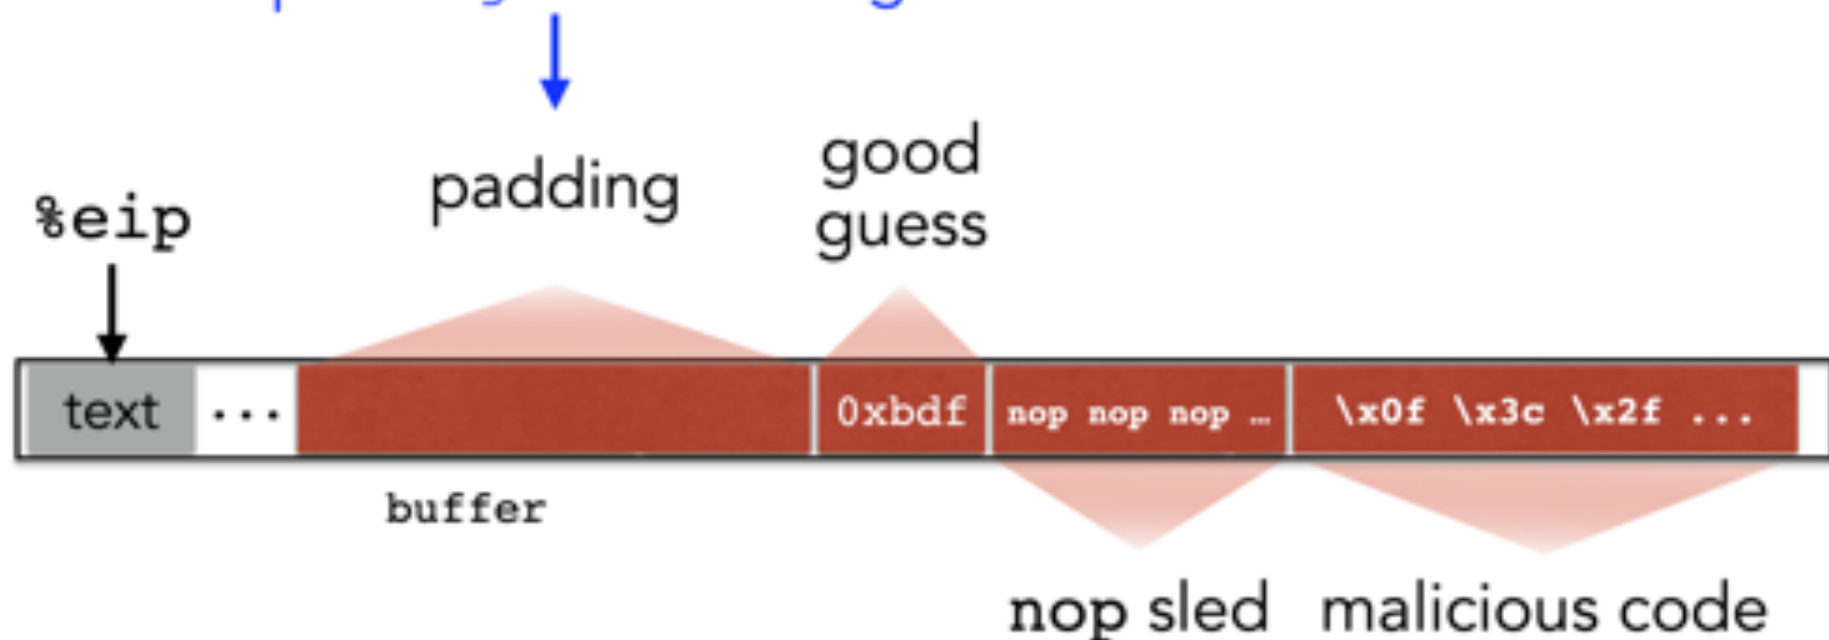 padding
good
guess
%eip
text ... 0xbdf nop nop nop … \x0f \x3c \x2f ...
buffer
nop sled malicious code